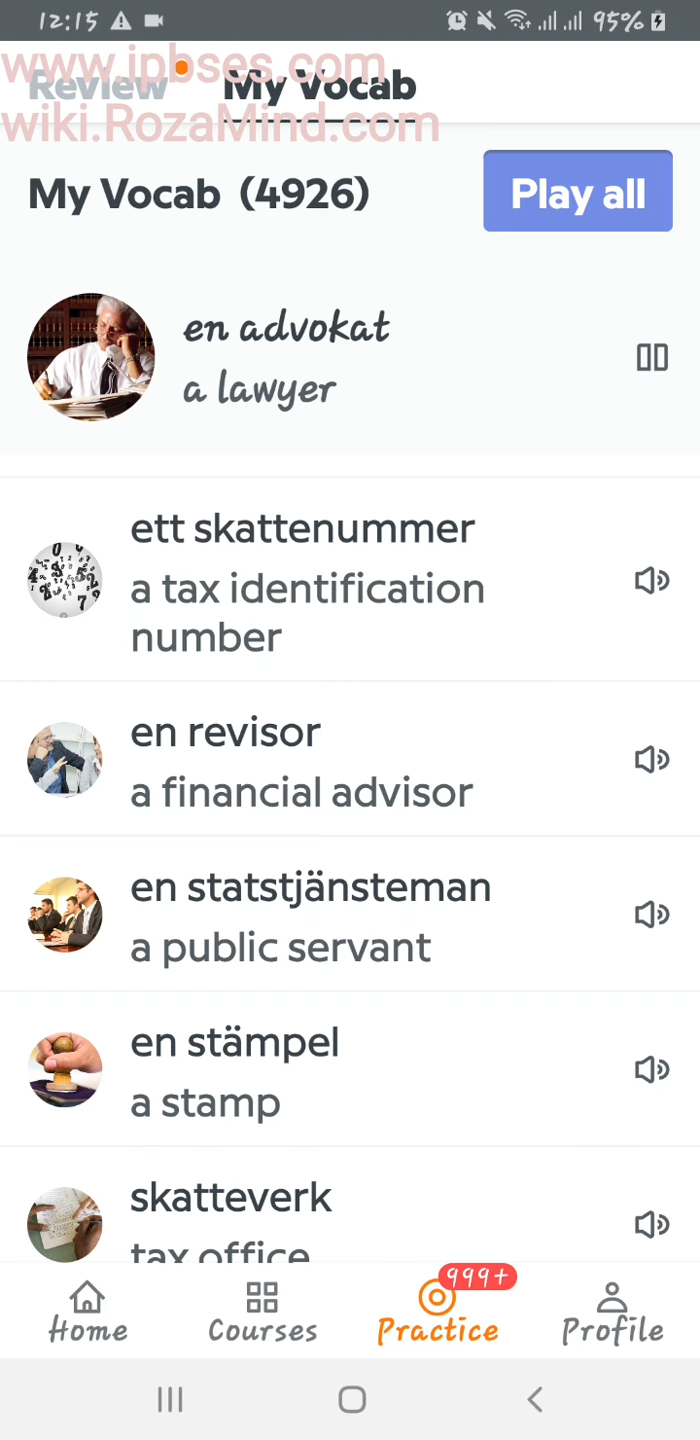 12:15 95%
www.ipbses.com
Review My Vocab
wiki.RozaMind.com
My Vocab (4926) Play all
en advokat
a lawyer
ett skattenummer
a tax identification
number
en revisor
a financial advisor
en statstjänsteman
a public servant
en stämpel
a stamp
skatteverk
tax office
999+
Home Courses Practice Profile